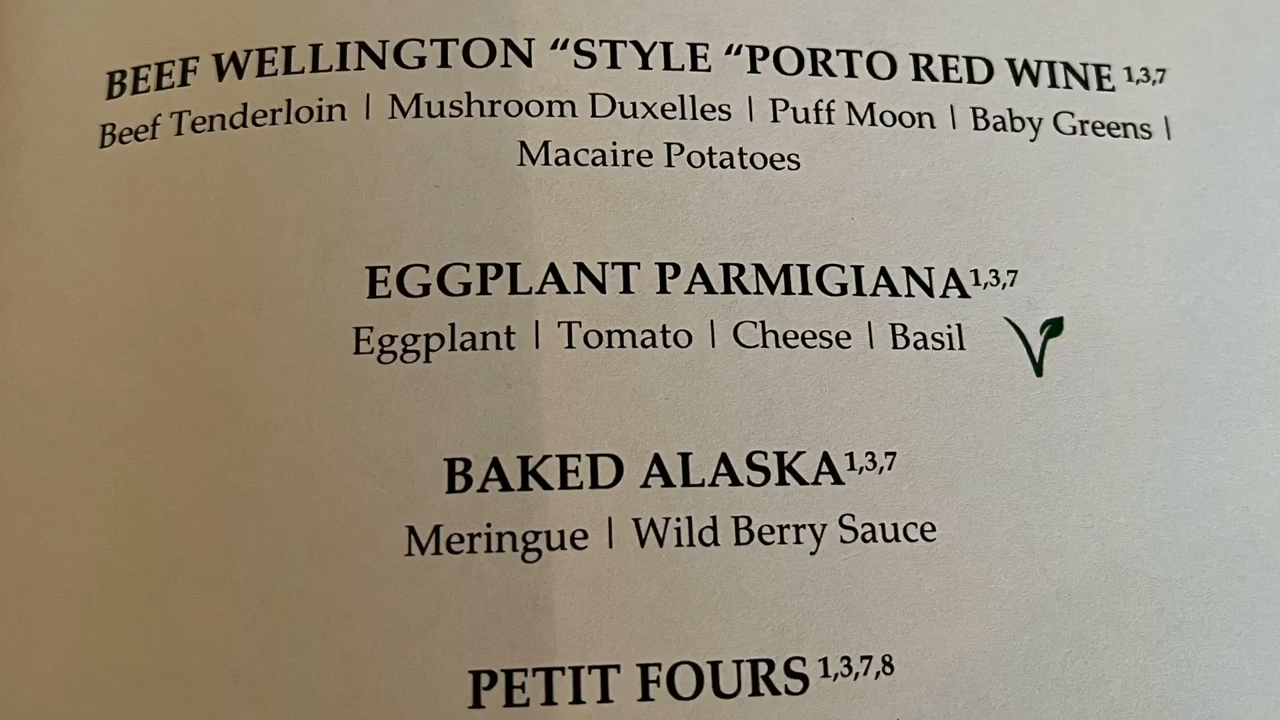 BEEF WELLINGTON “STYLE “PORTO RED WINE 1,3,7
Beef Tenderloin | Mushroom Duxelles | Puff Moon | Baby Greens |
Macaire Potatoes
EGGPLANT PARMIGIANA1,3,7
Eggplant | Tomato | Cheese | Basil
BAKED ALASKA1,3,7
Meringue | Wild Berry Sauce
PETIT FOURS 1,3,7,8